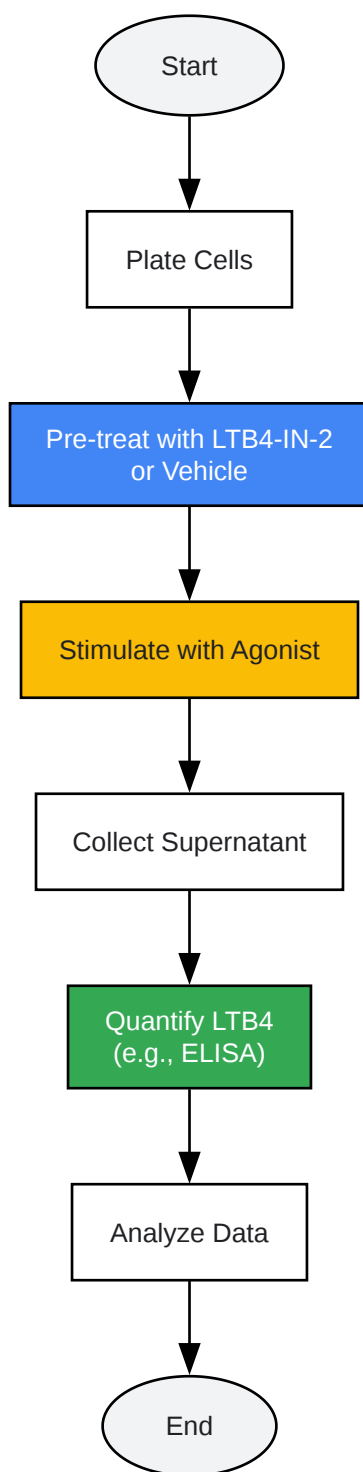 Start
Plate Cells
Pre-treat with LTB4-IN-2
or Vehicle
Stimulate with Agonist
Collect Supernatant
Quantify LTB4
(e.g., ELISA)
Analyze Data
End